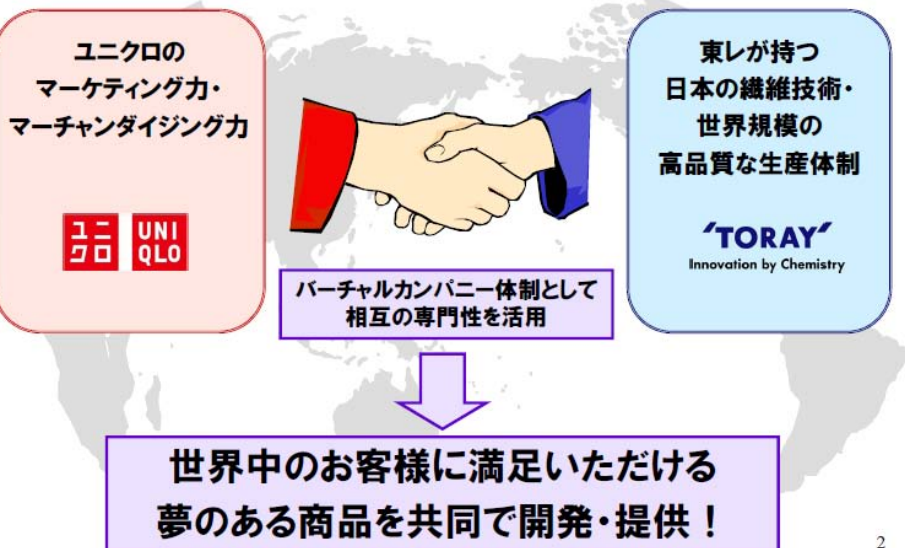 ユニクロの
マーケティング力・
マーチャンダイジング力
ユニ
クロ
UNI
QLO
東レが持つ
日本の繊維技術・
世界規模の
高品質な生産体制
'TORAY'
Innovation by Chemistry
バーチャルカンパニー体制として
相互の専門性を活用
世界中のお客様に満足いただける
夢のある商品を共同で開発・提供！
2